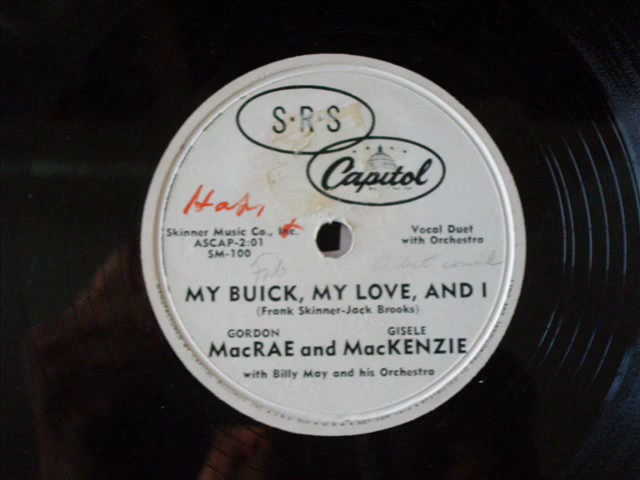 S·R·S
Capitol
Skinner Music Co., Inc.
ASCAP-2:01
SM-100
Vocal Duet
with Orchestra
MY BUICK, MY LOVE, AND I
(Frank Skinner-Jack Brooks)
GORDON GISELE
MacRAE and MacKENZIE
with Billy May and his Orchestra